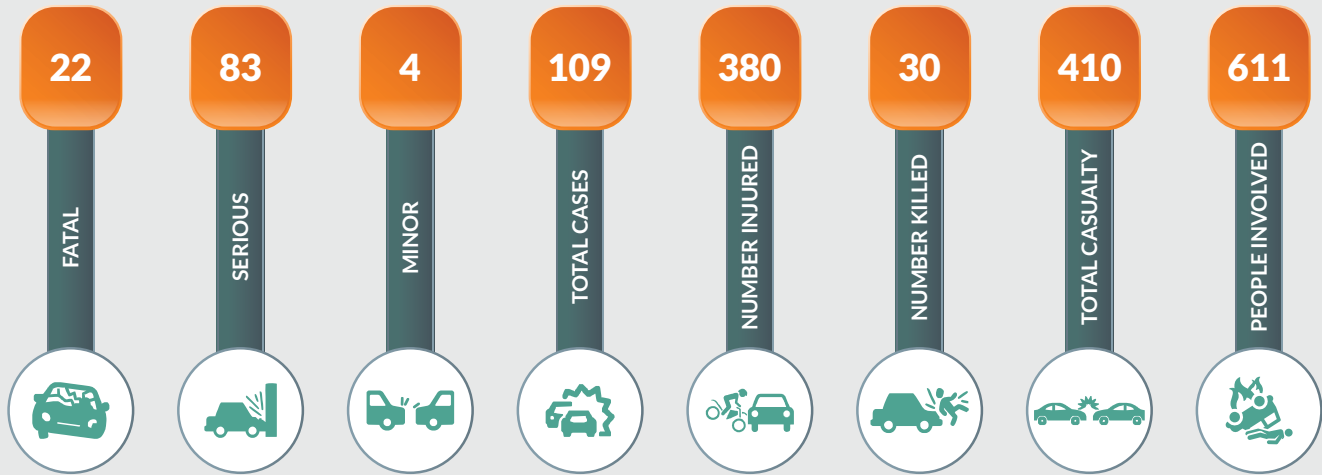 22
83
4
109
380
30
410
611
FATAL
SERIOUS
MINOR
TOTAL CASES
NUMBER INJURED
NUMBER KILLED
TOTAL CASUALTY
PEOPLE INVOLVED